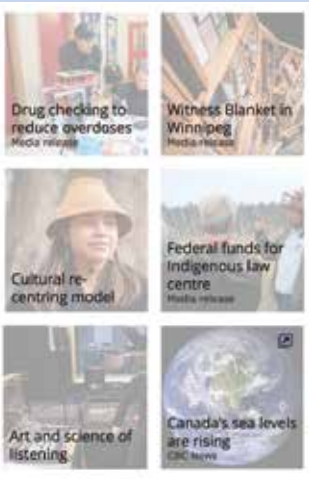 Drug checking to
reduce overdoses
Media release
Witness Blanket in
Winnipeg
Media release
Cultural re-
centring model
Federal funds for
Indigenous law
centre
Media release
Art and science of
listening
Canada's sea levels
are rising
CBC News